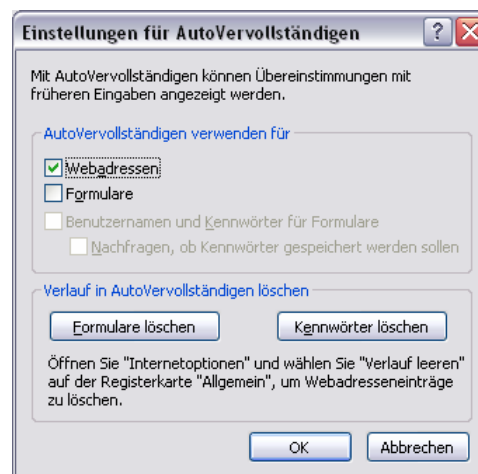 Einstellungen für AutoVervollständigen
Mit AutoVervollständigen können Übereinstimmungen mit
früheren Eingaben angezeigt werden.
AutoVervollständigen verwenden für
Webadressen
Formulare
Benutzernamen und Kennwörter für Formulare
Nachfragen, ob Kennwörter gespeichert werden sollen
Verlauf in AutoVervollständigen löschen
Formulare löschen Kennwörter löschen
Öffnen Sie "Internetoptionen" und wählen Sie "Verlauf leeren"
auf der Registerkarte "Allgemein", um Webadresseneinträge
zu löschen.
OK Abbrechen